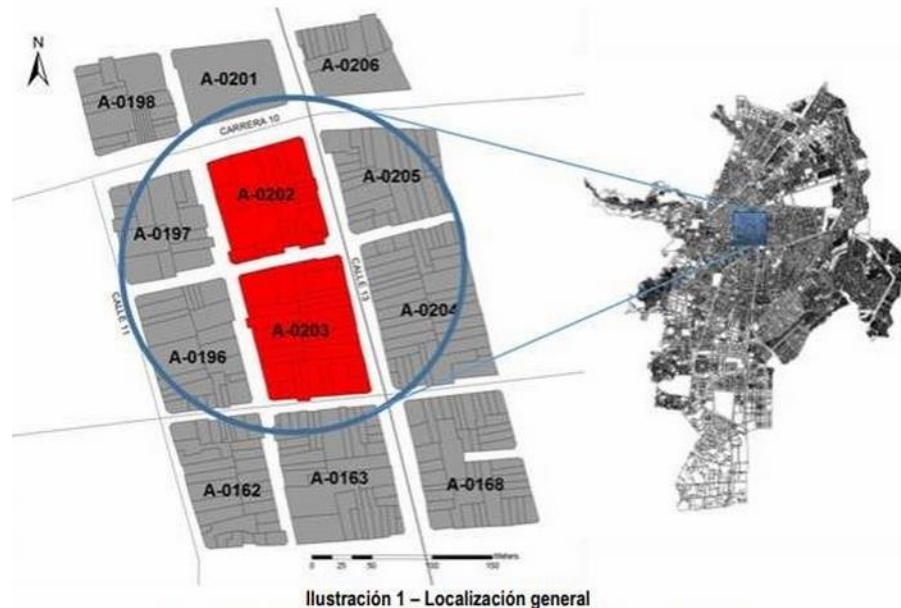 N
A-0206
A-0201
A-0198
CARRERA 10
A-0205
A-0202
A-0197
CALLE 13
CALLE 11
A-0204
A-0203
A-0196
A-0163
A-0162
A-0168
Meters
0 25 50 100 150
Ilustración 1 – Localización general